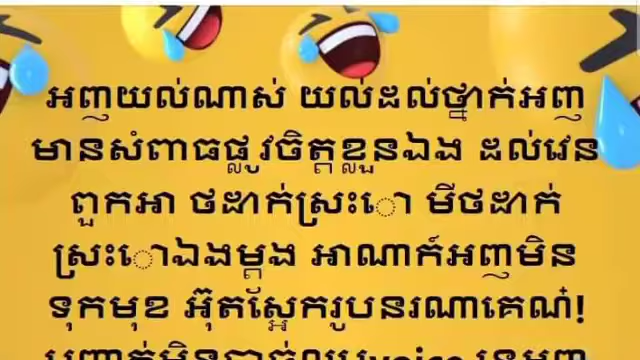 អញយល់ណាស់ យល់ដល់ថ្នាក់អញ
មានសំពាធផ្លូវចិត្តខ្លួនឯង ដល់វេន
ពួកអា ថដាក់ស្រះោ មីថដាក់
ស្រះោឯងម្ដង អាណាក៍អញមិន
ទុកមុខ អ៊ុតស្អែករូបនរណាគេណ៎!